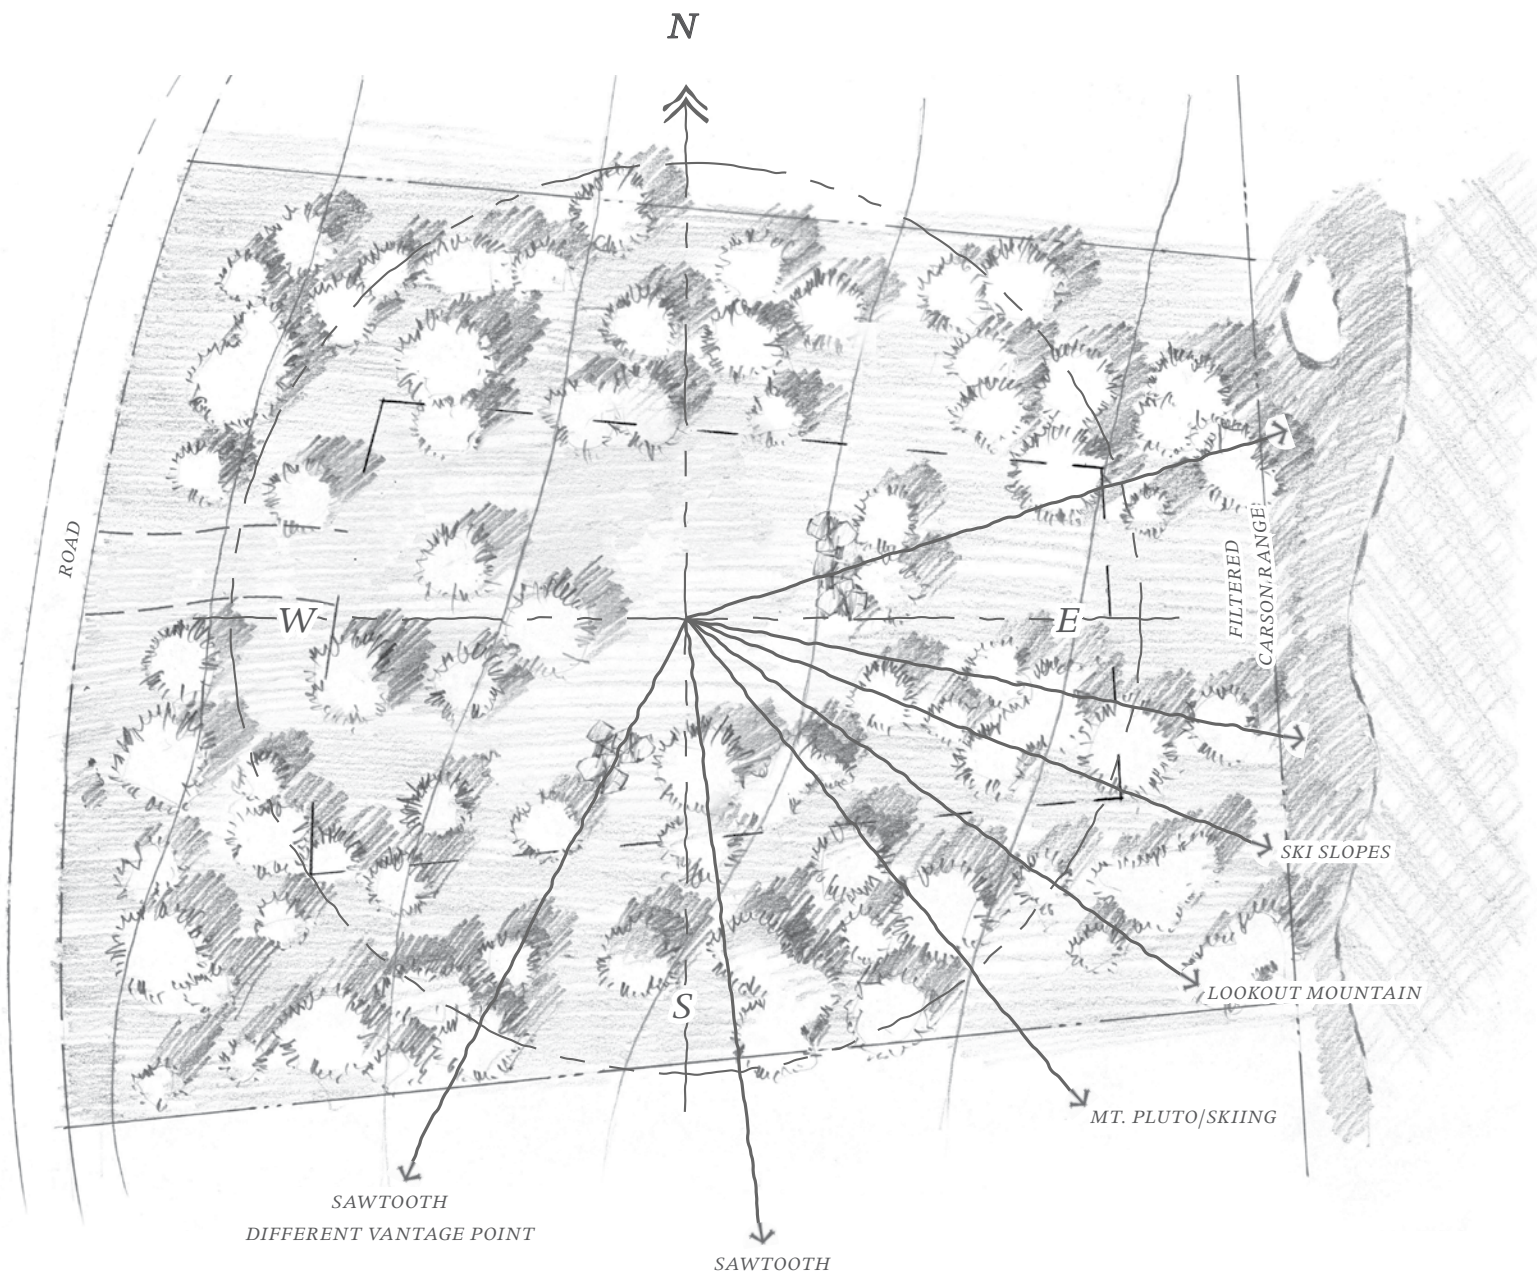 N
ROAD
W
E
FILTERED
CARSON RANGE
SKI SLOPES
S
LOOKOUT MOUNTAIN
MT. PLUTO/SKIING
SAWTOOTH
DIFFERENT VANTAGE POINT
SAWTOOTH